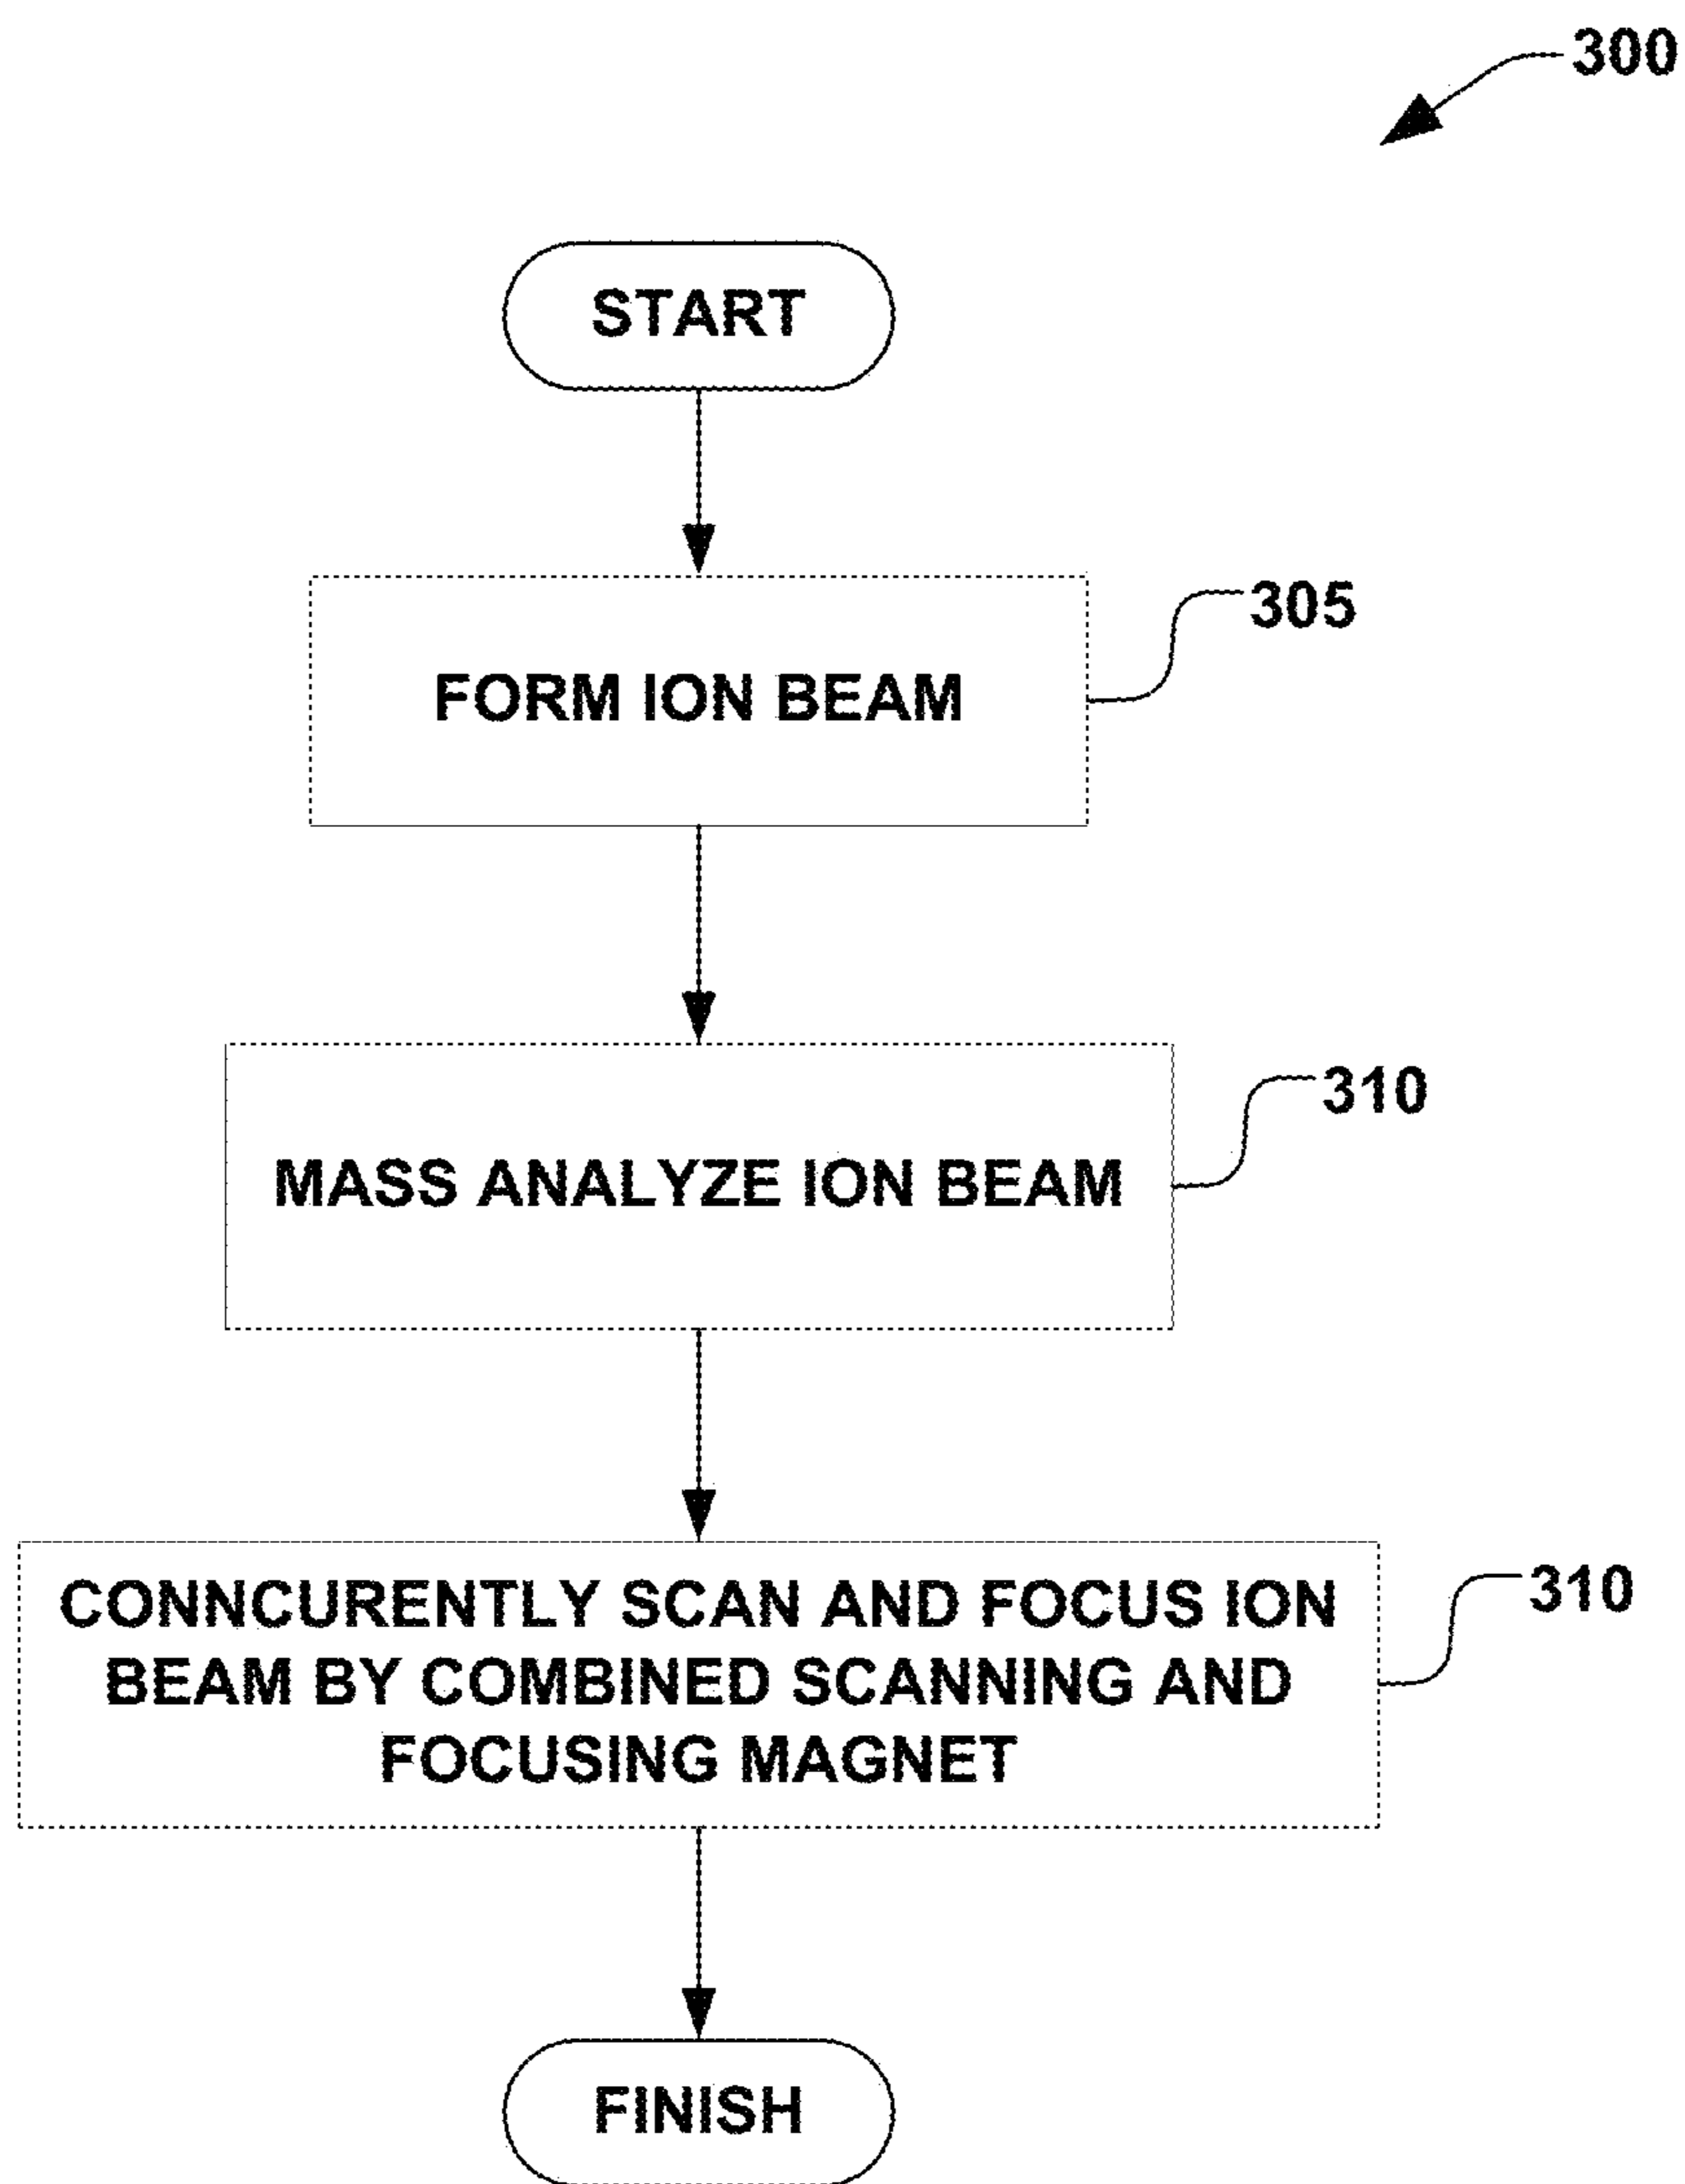 300
START
FORM ION BEAM
305
MASS ANALYZE ION BEAM
310
CONNCURENTLY SCAN AND FOCUS ION
BEAM BY COMBINED SCANNING AND
FOCUSING MAGNET
310
FINISH